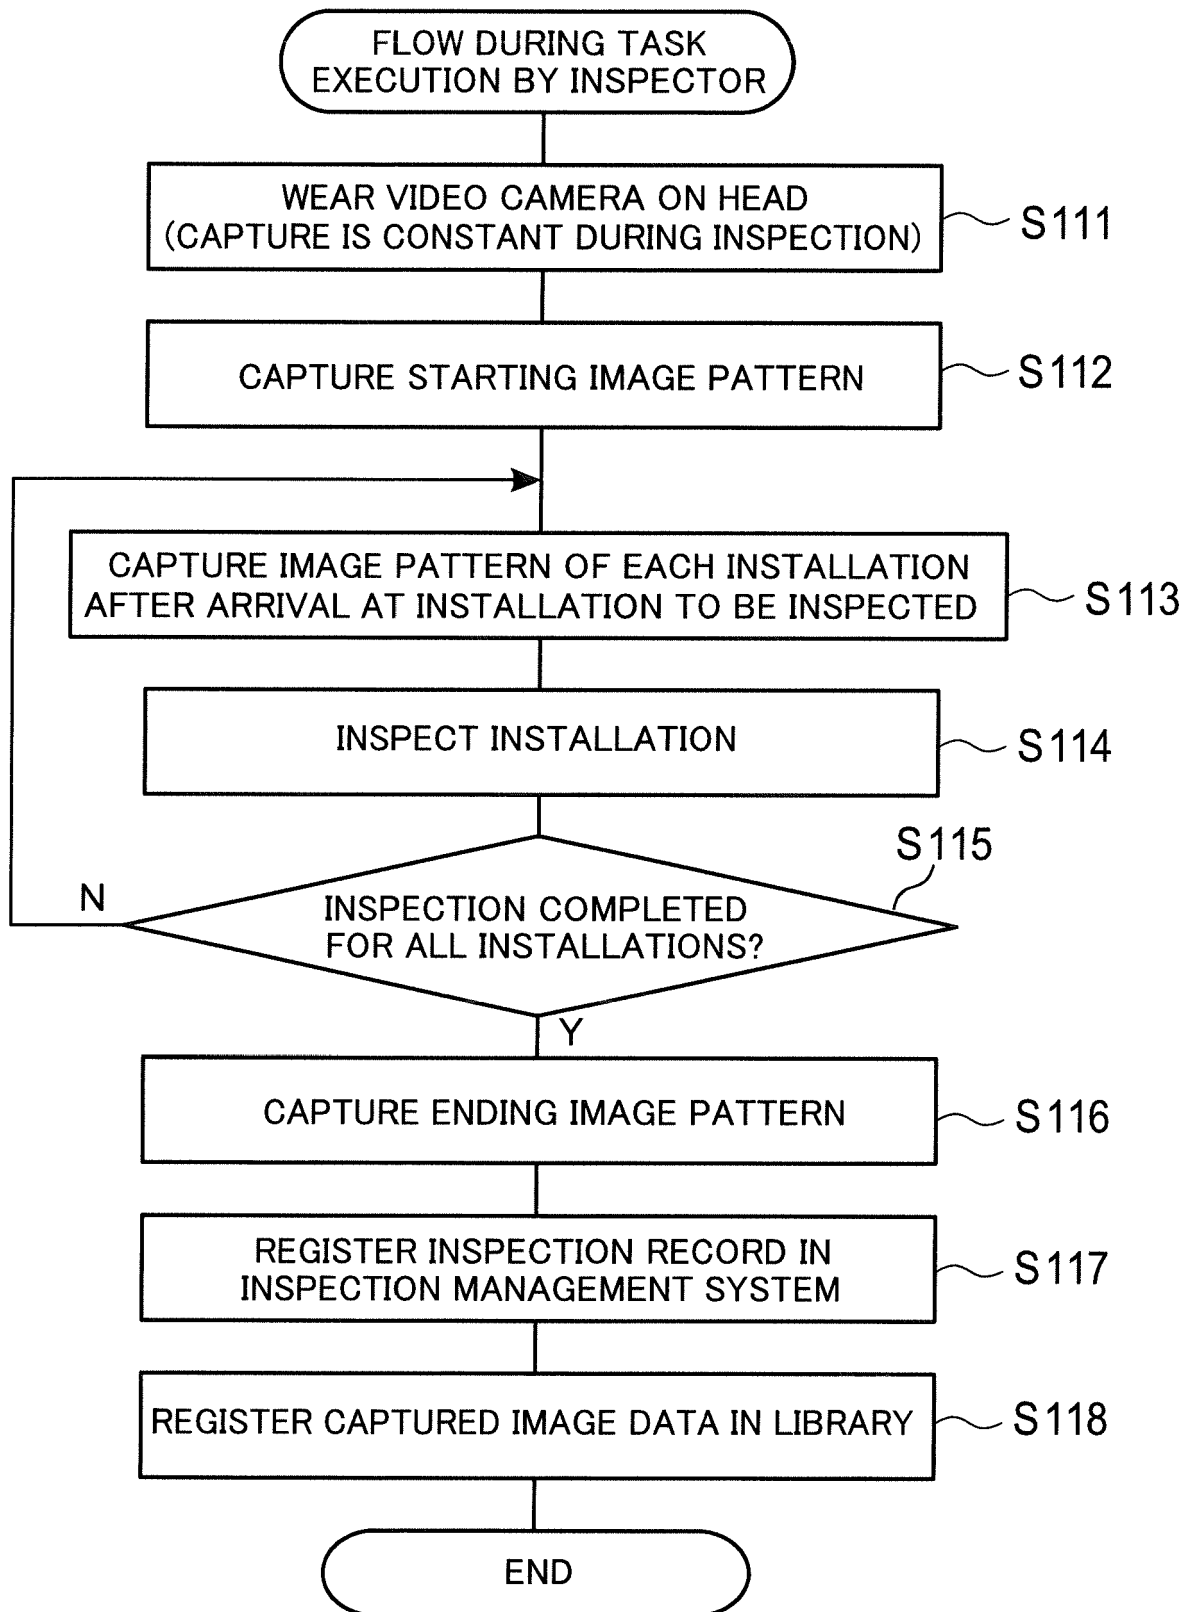 FLOW DURING TASK
EXECUTION BY INSPECTOR
WEAR VIDEO CAMERA ON HEAD
(CAPTURE IS CONSTANT DURING INSPECTION)
S111
CAPTURE STARTING IMAGE PATTERN
S112
CAPTURE IMAGE PATTERN OF EACH INSTALLATION
AFTER ARRIVAL AT INSTALLATION TO BE INSPECTED
S113
INSPECT INSTALLATION
S114
S115
N
INSPECTION COMPLETED
FOR ALL INSTALLATIONS?
Y
CAPTURE ENDING IMAGE PATTERN
S116
REGISTER INSPECTION RECORD IN
INSPECTION MANAGEMENT SYSTEM
S117
REGISTER CAPTURED IMAGE DATA IN LIBRARY
S118
END